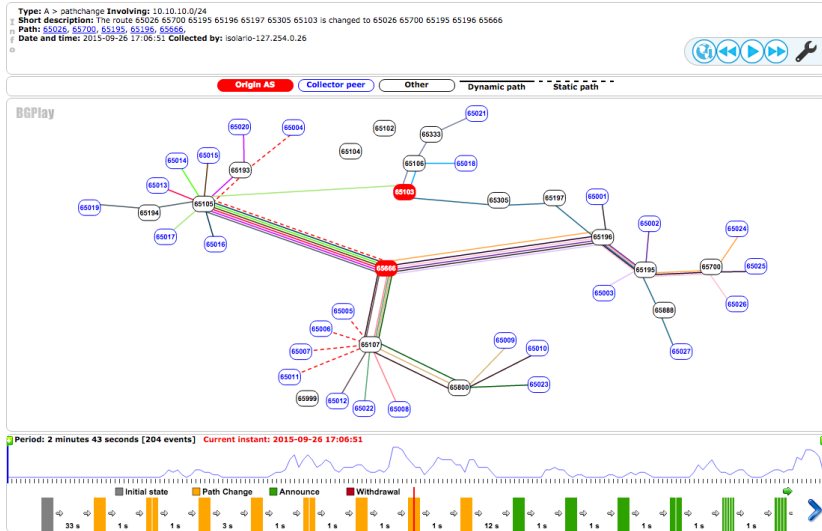 Type: A > pathchange Involving: 10.10.10.0/24
Short description: The route 65026 65700 65195 65196 65197 65305 65103 is changed to 65026 65700 65195 65196 65666
Path: 65026, 65700, 65195, 65196, 65666,
Date and time: 2015-09-26 17:06:51 Collected by: isolario-127.254.0.26
Info
Origin AS
Collector peer
Other
Dynamic path
Static path
BGPlay
65021
65020
65004
65102
65333
65104
65014
65015
65193
65106
65018
65013
65103
65019
65194
65105
65305
65197
65001
65017
65016
65196
65002
65024
65666
65195
65700
65025
65003
65026
65005
65888
65006
65007
65107
65009
65010
65027
65011
65800
65023
65999
65012
65022
65008
Period: 2 minutes 43 seconds [204 events] Current instant: 2015-09-26 17:06:51
Initial state
Path Change
Announce
Withdrawal
33 s
1 s
1 s
3 s
1 s
1 s
1 s
1 s
12 s
1 s
1 s
1 s
1 s
1 s